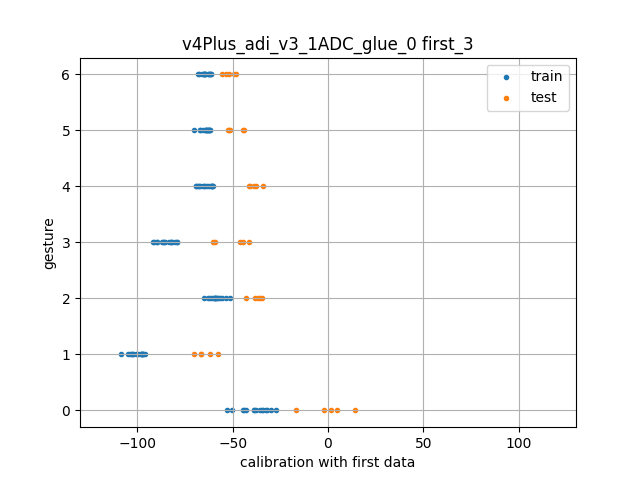 v4Plus_adi_v3_1ADC_glue_0 first_3
train
test
gesture
6
5
4
3
2
1
0
−100
−50
0
50
100
calibration with first data